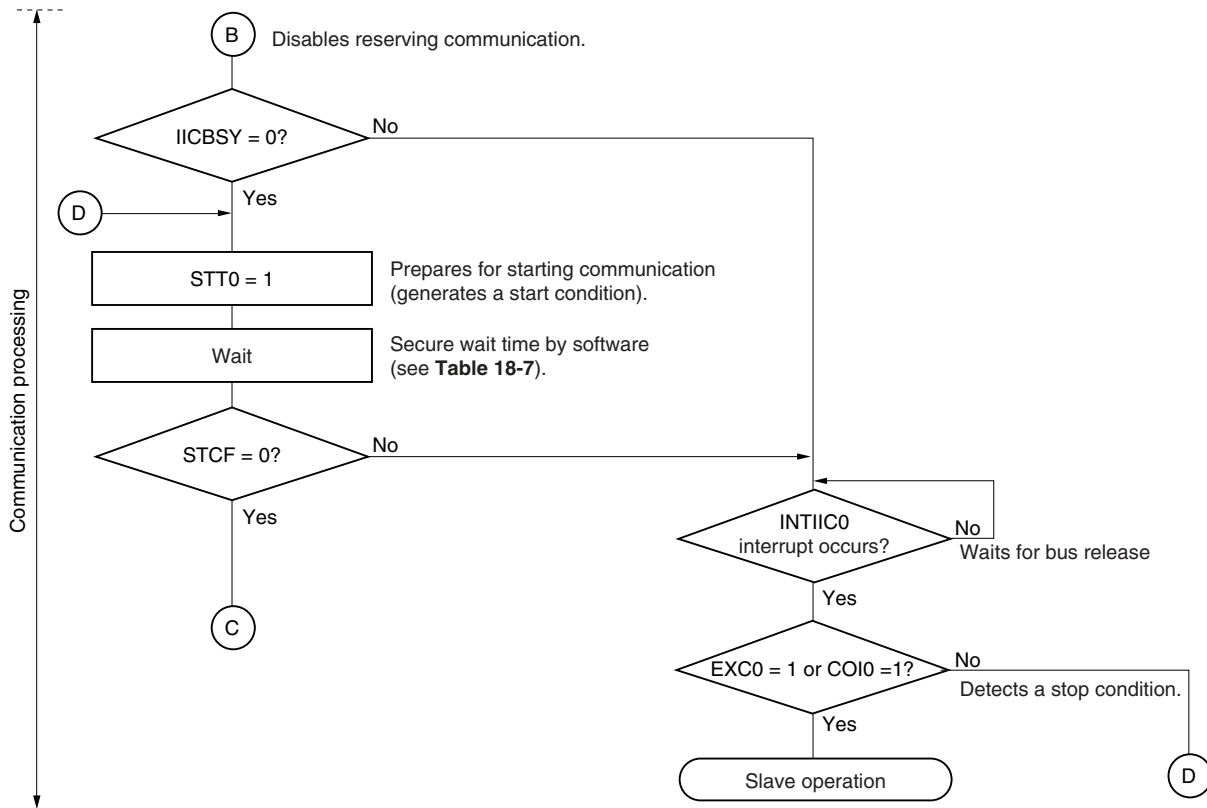 B
Disables reserving communication.
IICBSY = 0?
No
Yes
D
STT0 = 1
Prepares for starting communication
(generates a start condition).
Wait
Secure wait time by software
(see Table 18-7).
STCF = 0?
No
Yes
C
INTIIC0
interrupt occurs?
No
Waits for bus release
Yes
EXC0 = 1 or COI0 =1?
No
Detects a stop condition.
Yes
Slave operation
D
Communication processing